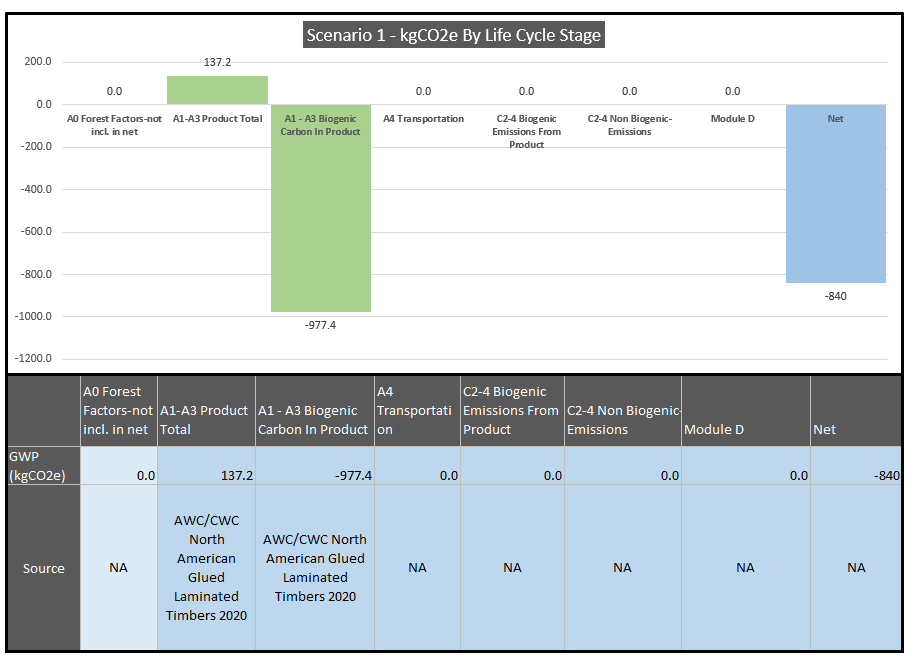 Scenario 1 - kgCO2e By Life Cycle Stage
200.0
137.2
0.0
0.0
0.0
0.0
0.0
0.0
A0 Forest Factors-not
incl. in net
A1-A3 Product Total
A1 - A3 Biogenic
Carbon In Product
A4 Transportation
C2-4 Biogenic
Emissions From
Product
C2-4 Non Biogenic-
Emissions
Module D
Net
-200.0
-400.0
-600.0
-800.0
-840
-1000.0
-977.4
-1200.0
A0 Forest
Factors-not
incl. in net
A1-A3 Product
Total
A1 - A3 Biogenic
Carbon In Product
A4
Transportati
on
C2-4 Biogenic
Emissions From
Product
C2-4 Non Biogenic-
Emissions
Module D
Net
GWP
(kgCO2e)
0.0
137.2
-977.4
0.0
0.0
0.0
0.0
-840
Source
NA
AWC/CWC
North
American
Glued
Laminated
Timbers 2020
AWC/CWC North
American Glued
Laminated
Timbers 2020
NA
NA
NA
NA
NA